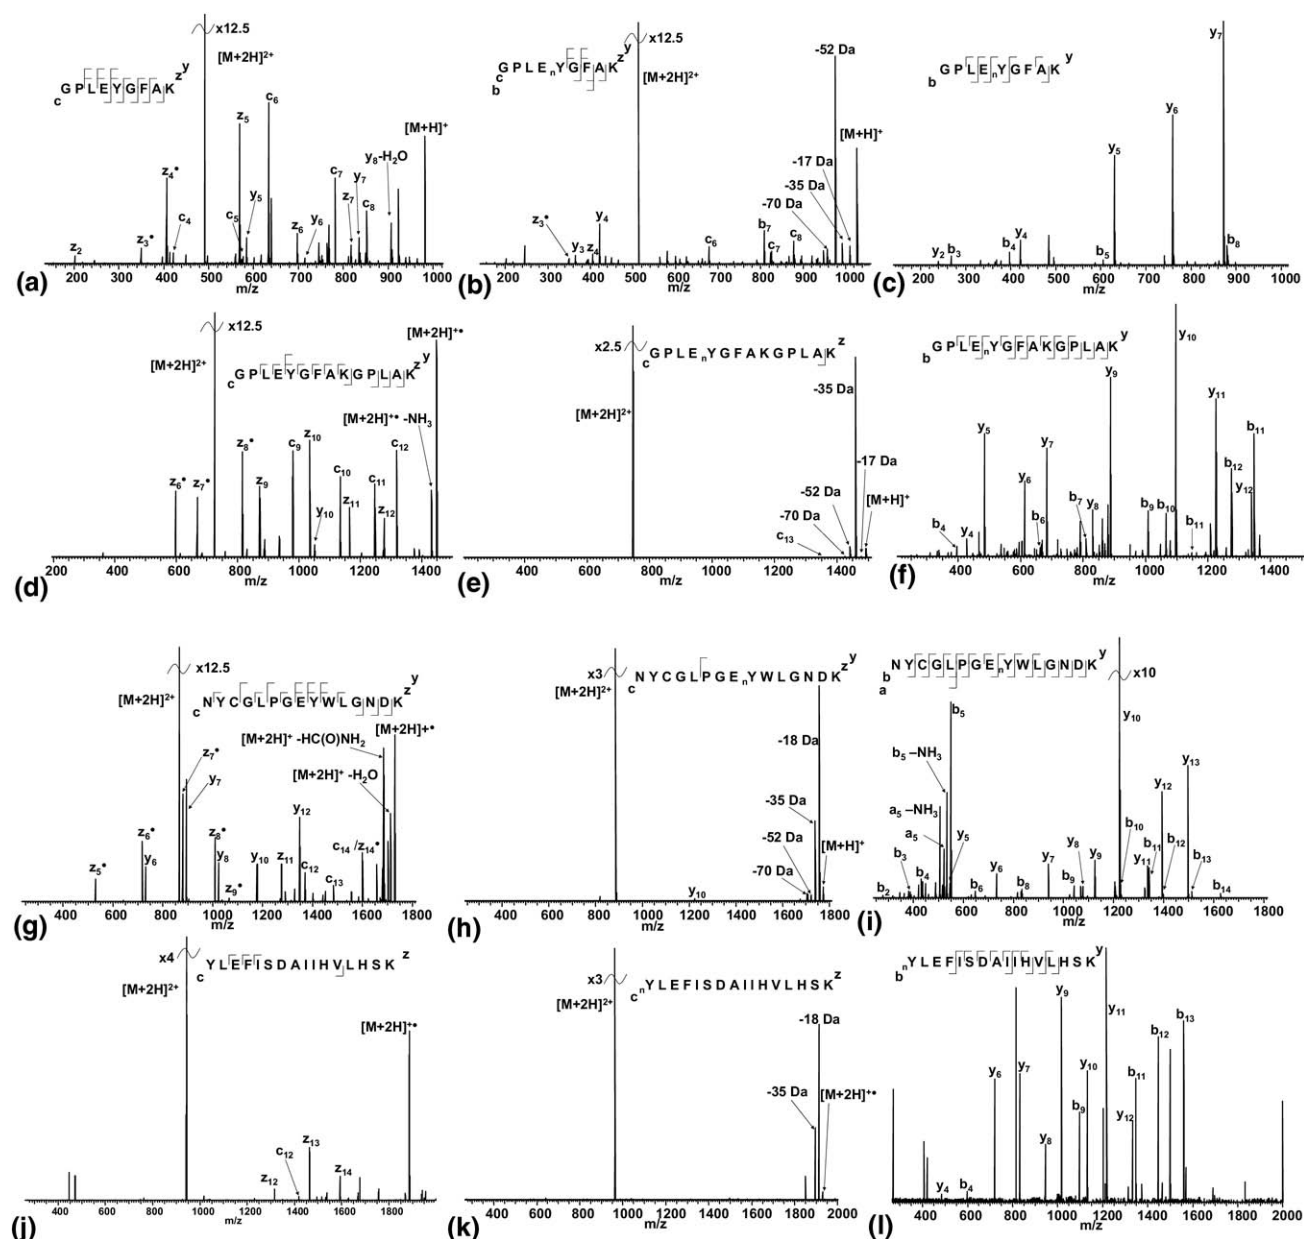 x12.5
[M+2H]2+
c GPLEYGFAK z y
z2
z3•
z4•
c4
c5
z5
y5
c6
z6
y6
c7
z7
y7
c8
y8-H2O
[M+H]+
200 300 400 500 600 700 800 900 1000
m/z
(a)
x12.5
[M+2H]2+
c b GPLEnYGFAK z y
-52 Da
[M+H]+
-17 Da
-35 Da
-70 Da
z3•
y3
z4
y4
c6
b7
c7
c8
200 300 400 500 600 700 800 900 1000
m/z
(b)
b GPLEnYGFAK y
y2
b3
b4
y4
b5
y5
y6
y7
b8
200 300 400 500 600 700 800 900 1000
m/z
(c)
x12.5
[M+2H]2+
[M+2H]+•
c GPLEYGFAKGPLAK z y
[M+2H]+• -NH3
z6•
z7•
z8•
z9
c9
z10
y10
c10
z11
c11
z12
c12
200 400 600 800 1000 1200 1400
m/z
(d)
x2.5
[M+2H]2+
c GPLEnYGFAKGPLAK z
-35 Da
-17 Da
-52 Da
[M+H]+
-70 Da
c13
400 600 800 1000 1200 1400
m/z
(e)
b GPLEnYGFAKGPLAK y
b4
y4
y5
y6
b6
y7
b7
y8
y9
b9
b10
y10
b11
y11
b12
y12
b11
400 600 800 1000 1200 1400
m/z
(f)
x12.5
[M+2H]2+
c NYCGLPGEYWLGNDK z y
[M+2H]+ -HC(O)NH2
[M+2H]+•
[M+2H]+ -H2O
z5•
z6•
y6
z7•
y7
z8•
y8
z9•
y10
z11
y12
c12
c13
c14 /z14•
400 600 800 1000 1200 1400 1600 1800
m/z
(g)
x3
[M+2H]2+
c NYCGLPGEnYWLGNDK z y
-18 Da
-35 Da
-52 Da
-70 Da
[M+H]+
y10
400 600 800 1000 1200 1400 1600 1800
m/z
(h)
b a NYCGLPGEnYWLGNDK y
x10
y10
b5
b5 –NH3
a5 –NH3
a5
y5
b2
b3
b4
b6
y6
b8
y7
b9
y8
y9
b10
y11
b11
y12
b12
y13
b13
b14
400 600 800 1000 1200 1400 1600 1800
m/z
(i)
x4
[M+2H]2+
c YLEFISDAIIHVLHSK z
[M+2H]+•
z12
c12
z13
z14
400 600 800 1000 1200 1400 1600 1800
m/z
(j)
x3
[M+2H]2+
c nYLEFISDAIIHVLHSK z
-18 Da
-35 Da
[M+2H]+•
400 600 800 1000 1200 1400 1600 1800 2000
m/z
(k)
b nYLEFISDAIIHVLHSK y
y4
b4
y6
y7
y8
y9
b9
y10
y11
y12
b11
b12
b13
400 600 800 1000 1200 1400 1600 1800 2000
m/z
(l)